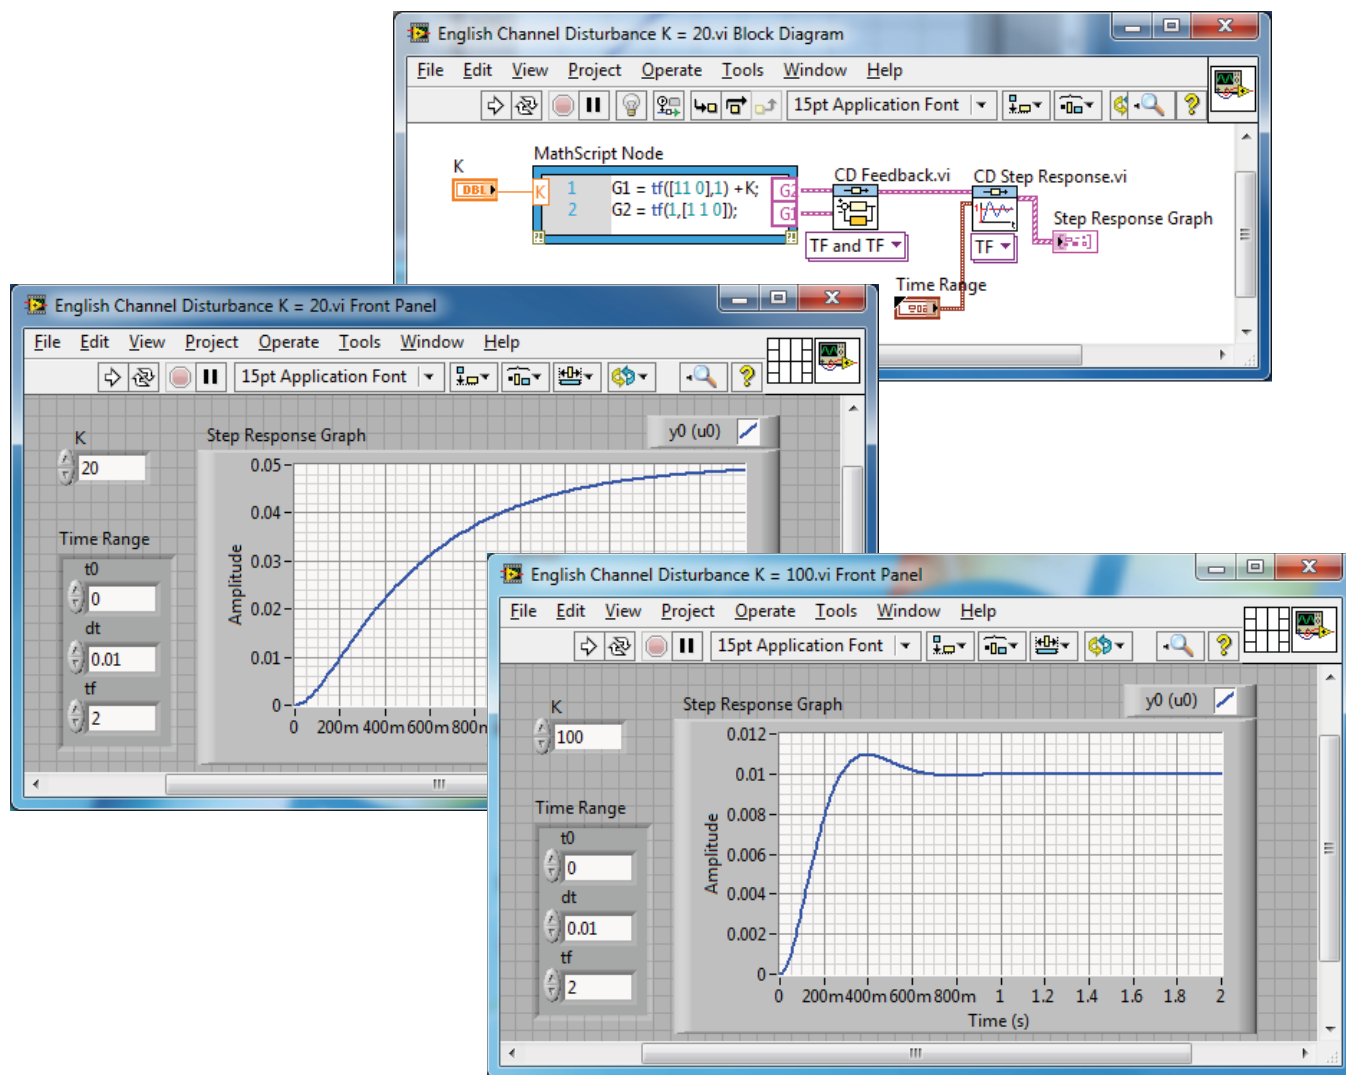 English Channel Disturbance K = 20.vi Block Diagram
File Edit View Project Operate Tools Window Help
15pt Application Font
MathScript Node
K
DBL
K
1 G1 = tf([11 0],1) +K;
2 G2 = tf(1,[1 1 0]);
G2
G1
CD Feedback.vi
TF and TF
CD Step Response.vi
TF
Step Response Graph
Time Range
English Channel Disturbance K = 20.vi Front Panel
File Edit View Project Operate Tools Window Help
15pt Application Font
K
20
Time Range
t0
0
dt
0.01
tf
2
Step Response Graph
y0 (u0)
Amplitude
0.05
0.04
0.03
0.02
0.01
0
0 200m 400m 600m 800m
English Channel Disturbance K = 100.vi Front Panel
File Edit View Project Operate Tools Window Help
15pt Application Font
K
100
Time Range
t0
0
dt
0.01
tf
2
Step Response Graph
y0 (u0)
Amplitude
0.012
0.01
0.008
0.006
0.004
0.002
0
0 200m 400m 600m 800m 1 1.2 1.4 1.6 1.8 2
Time (s)